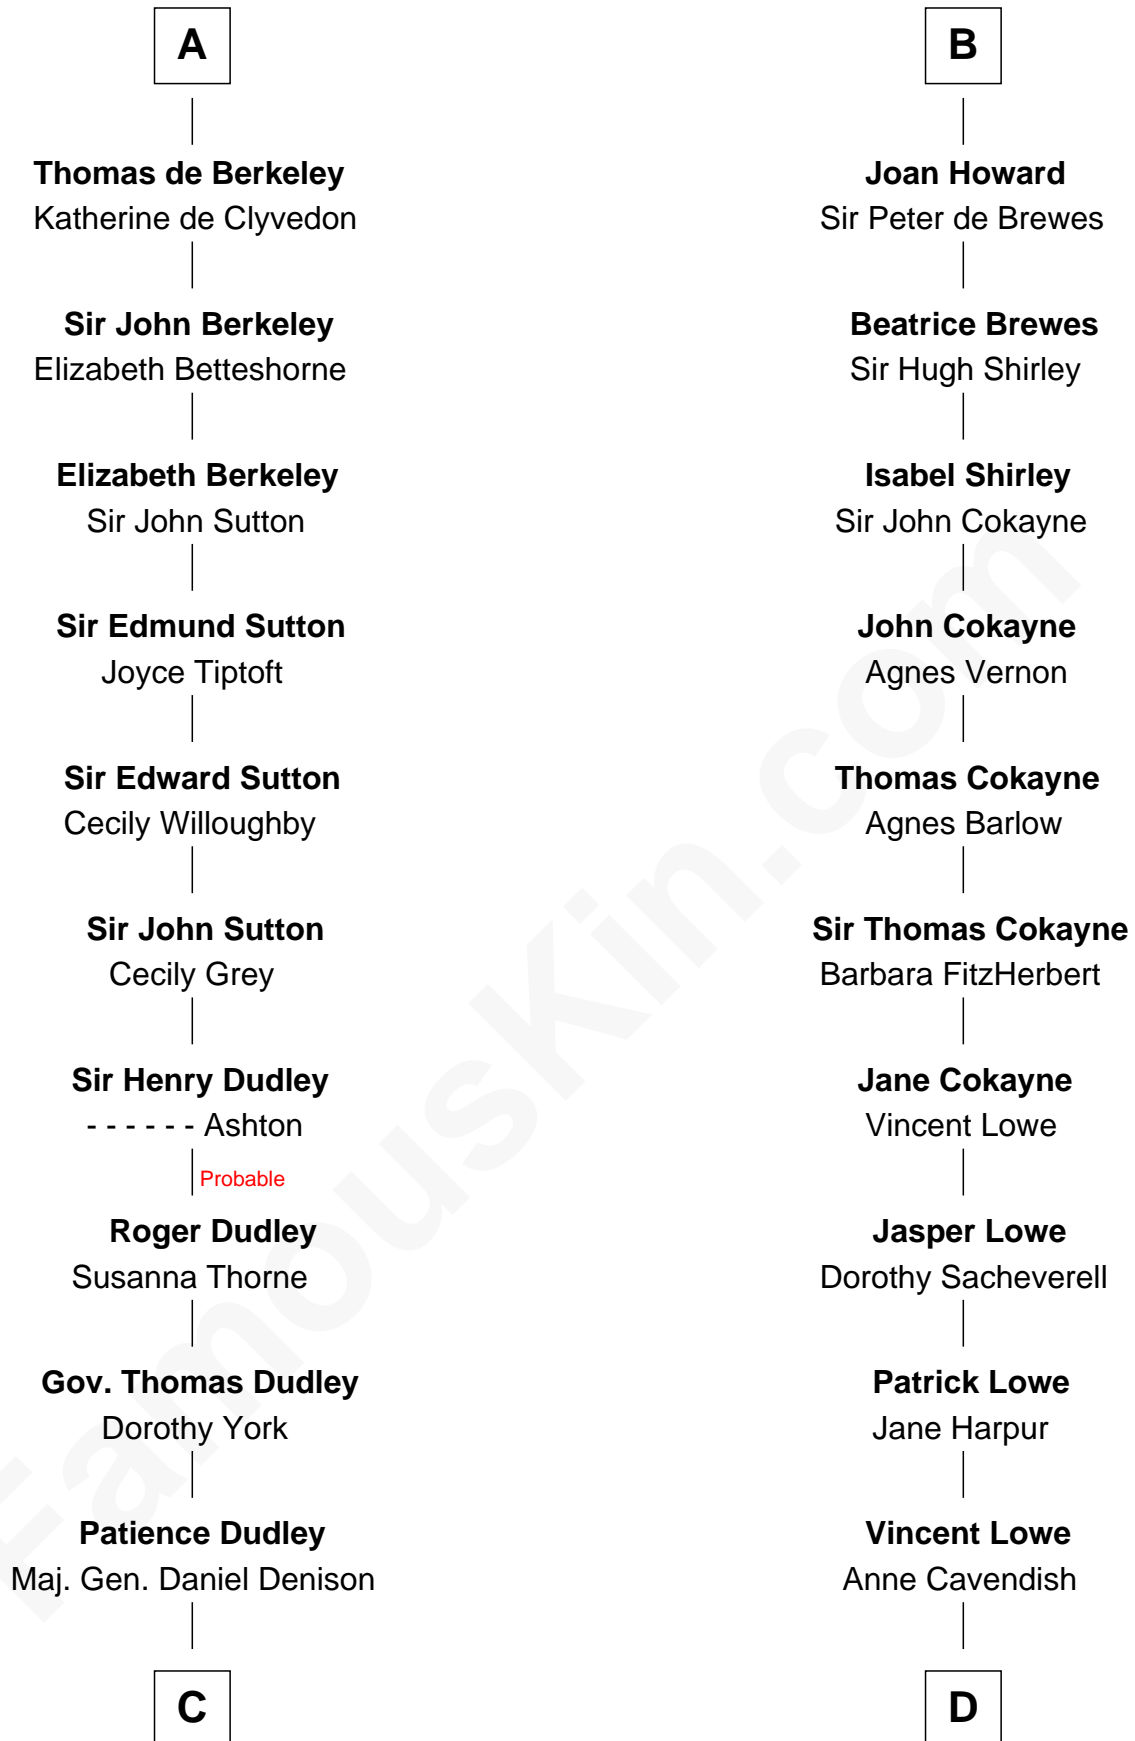 A
Thomas de Berkeley
Katherine de Clyvedon
Sir John Berkeley
Elizabeth Betteshorne
Elizabeth Berkeley
Sir John Sutton
Sir Edmund Sutton
Joyce Tiptoft
Sir Edward Sutton
Cecily Willoughby
Sir John Sutton
Cecily Grey
Sir Henry Dudley
- - - - - - Ashton
Probable
Roger Dudley
Susanna Thorne
Gov. Thomas Dudley
Dorothy York
Patience Dudley
Maj. Gen. Daniel Denison
C
B
Joan Howard
Sir Peter de Brewes
Beatrice Brewes
Sir Hugh Shirley
Isabel Shirley
Sir John Cokayne
John Cokayne
Agnes Vernon
Thomas Cokayne
Agnes Barlow
Sir Thomas Cokayne
Barbara FitzHerbert
Jane Cokayne
Vincent Lowe
Jasper Lowe
Dorothy Sacheverell
Patrick Lowe
Jane Harpur
Vincent Lowe
Anne Cavendish
D
FamousKin.com